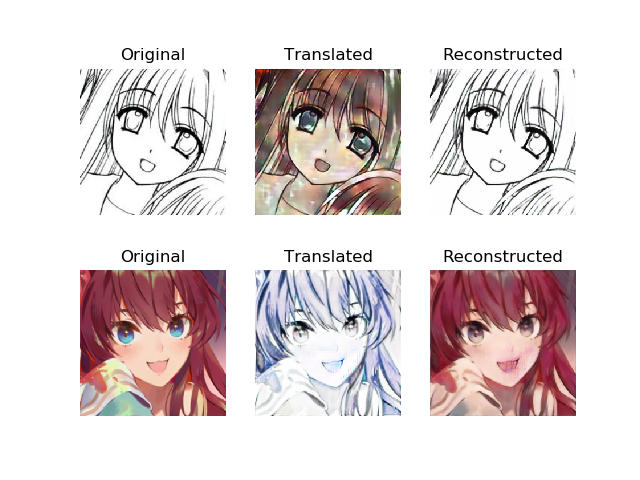 Original
Translated
Reconstructed
Original
Translated
Reconstructed